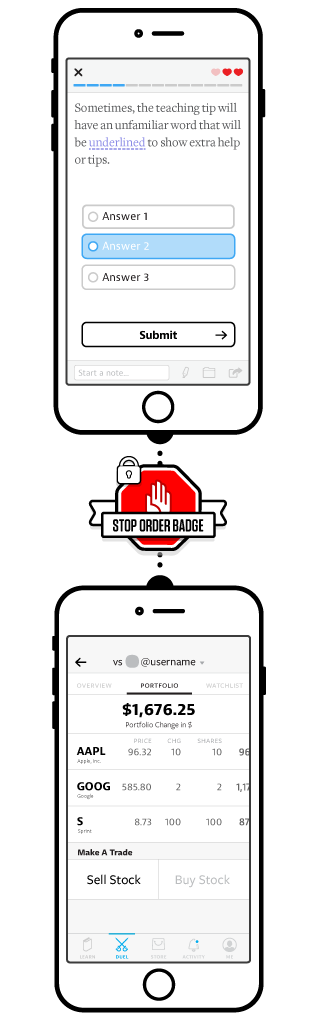 Sometimes, the teaching tip will
have an unfamiliar word that will
be underlined to show extra help
or tips.
Answer 1
Answer 2
Answer 3
Submit
Start a note...
STOP ORDER BADGE
vs @username
OVERVIEW PORTFOLIO WATCHLIST
$1,676.25
Portfolio Change in $
PRICE CHG SHARES
AAPL 96.32 10 10 96
Apple, Inc.
GOOG 585.80 2 2 1,17
Google
S 8.73 100 100 87
Sprint
Make A Trade
Sell Stock Buy Stock
LEARN DUEL STORE ACTIVITY ME